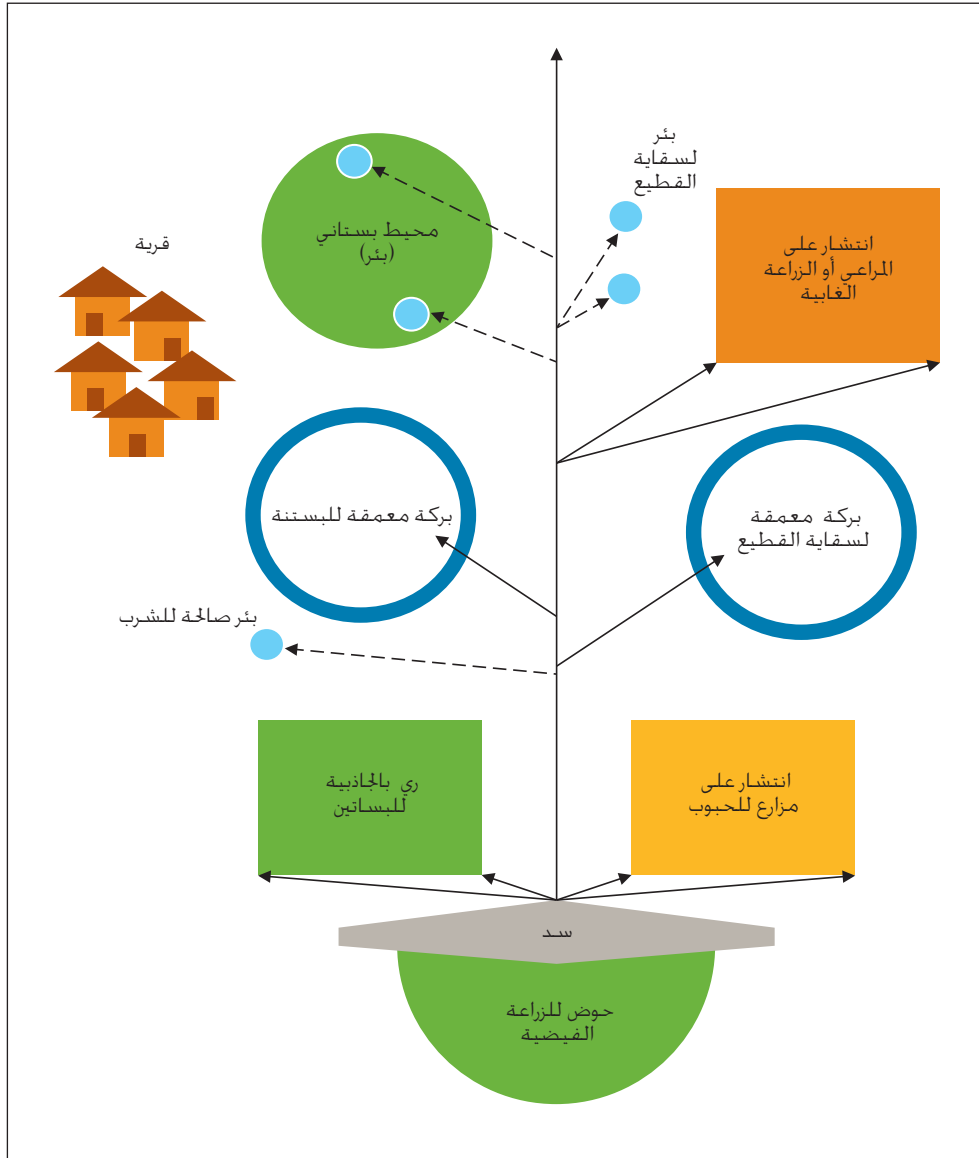 بئر
لسقاية
القطيع
محيط بستاني
(بئر)
انتشار على
المراعي أو الزراعة
الغابية
قرية
بركة معمقة للبستنة
بركة معمقة
لسقاية القطيع
بئر صالحة للشرب
ري بالجاذبية
للبساتين
انتشار على
مزارع للحبوب
سد
حوض للزراعة
الفيضية